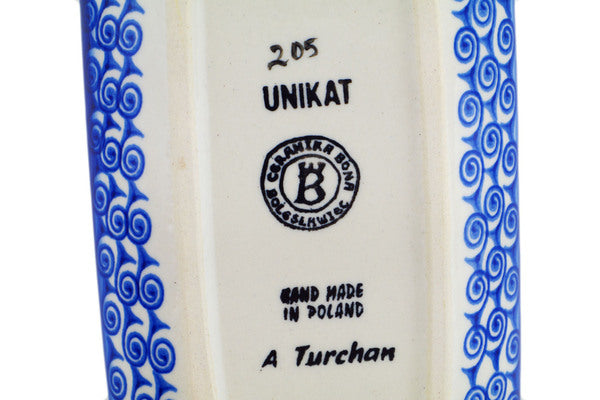 205
UNIKAT
CERAMIKA BONA
B
BOLESŁAWIEC
HAND MADE
IN POLAND
A Turchan